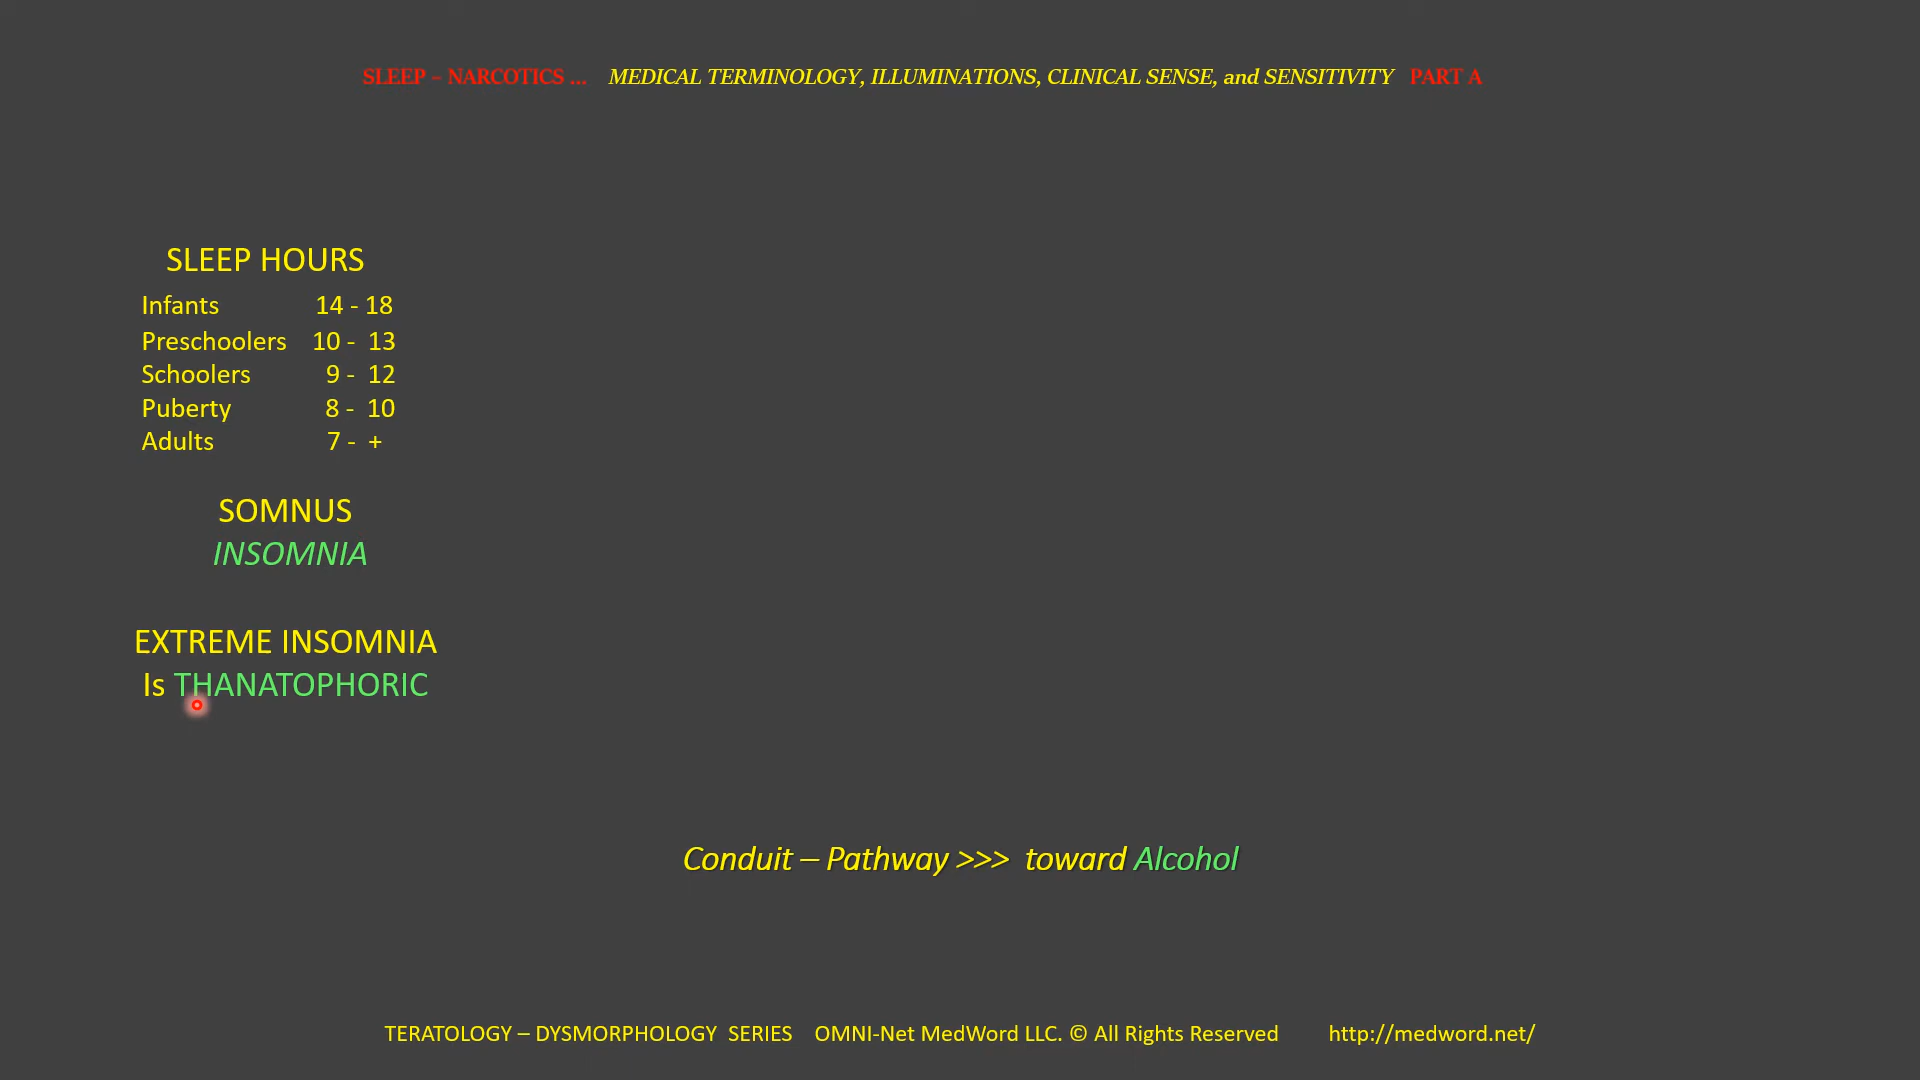 SLEEP – NARCOTICS ... MEDICAL TERMINOLOGY, ILLUMINATIONS, CLINICAL SENSE, and SENSITIVITY PART A
SLEEP HOURS
Infants 14 - 18
Preschoolers 10 - 13
Schoolers 9 - 12
Puberty 8 - 10
Adults 7 - +
SOMNUS
INSOMNIA
EXTREME INSOMNIA
Is THANATOPHORIC
Conduit – Pathway >>> toward Alcohol
TERATOLOGY – DYSMORPHOLOGY SERIES OMNI-Net MedWord LLC. © All Rights Reserved http://medword.net/